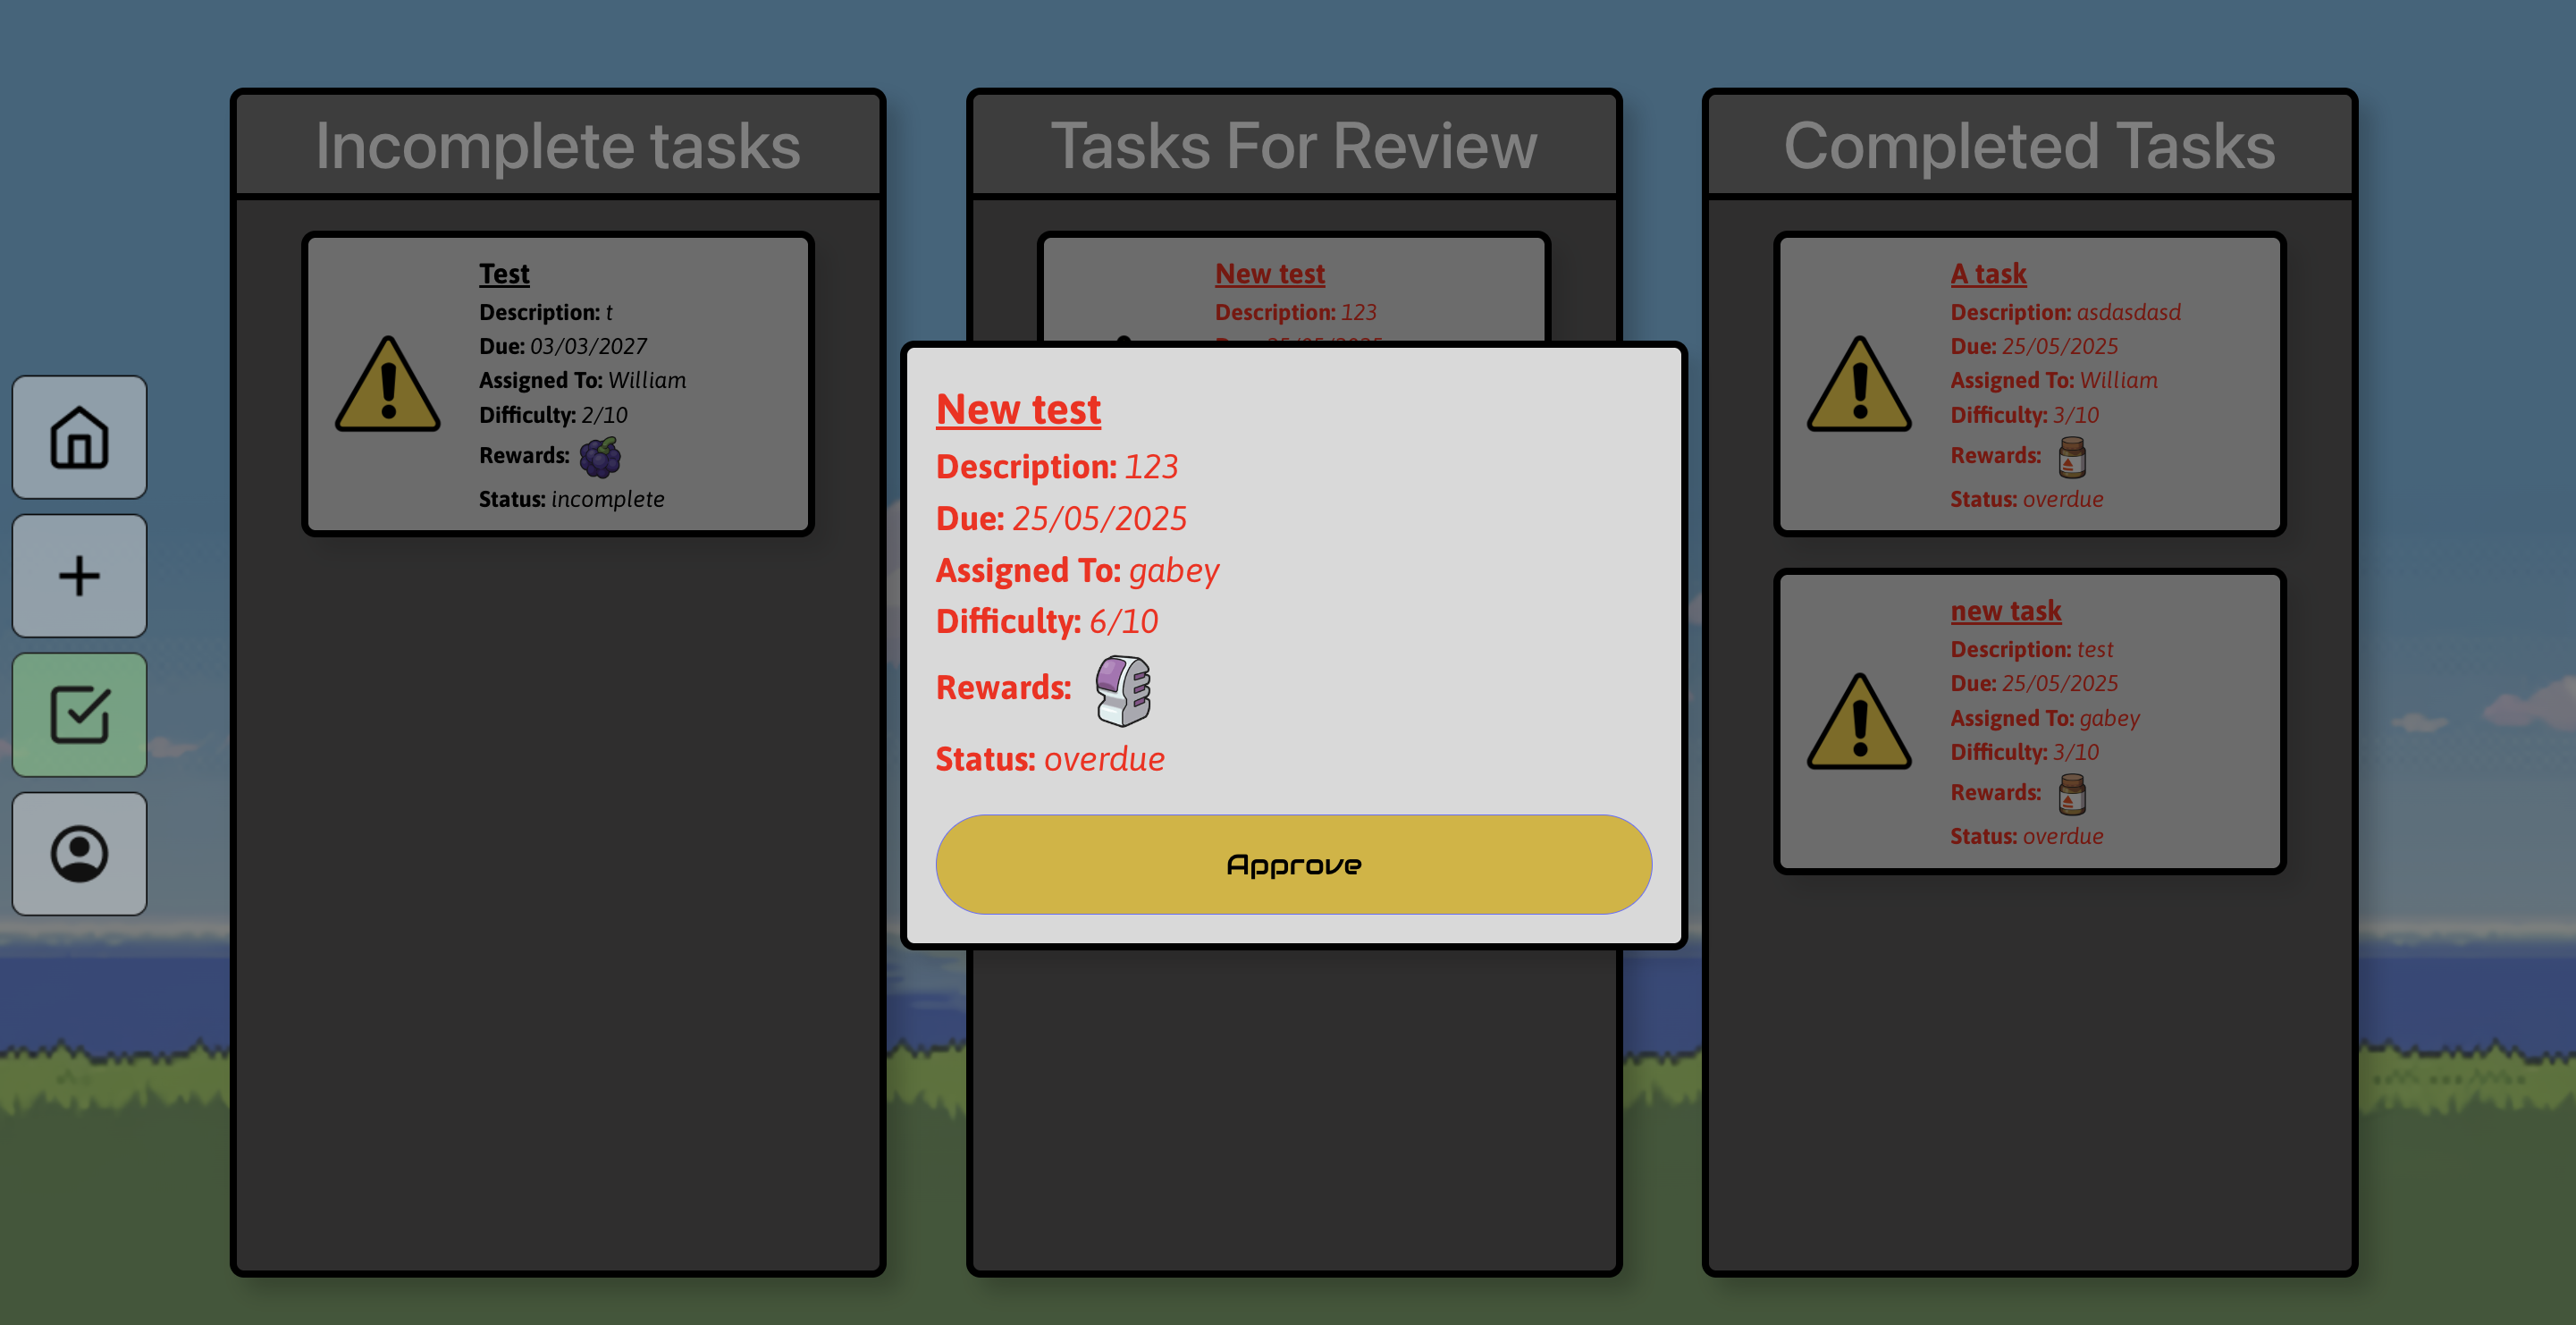 Incomplete tasks
Test
Description: t
Due: 03/03/2027
Assigned To: William
Difficulty: 2/10
Rewards:
Status: incomplete
Tasks For Review
New test
Description: 123
New test
Description: 123
Due: 25/05/2025
Assigned To: gabey
Difficulty: 6/10
Rewards:
Status: overdue
Approve
Completed Tasks
A task
Description: asdasdasd
Due: 25/05/2025
Assigned To: William
Difficulty: 3/10
Rewards:
Status: overdue
new task
Description: test
Due: 25/05/2025
Assigned To: gabey
Difficulty: 3/10
Rewards:
Status: overdue